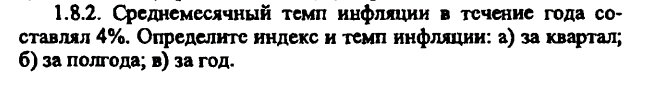 1.8.2. Среднемесячный темп инфляции в течение года со-
ставлял 4%. Определите индекс и темп инфляции: а) за квартал;
б) за полгода; в) за год.